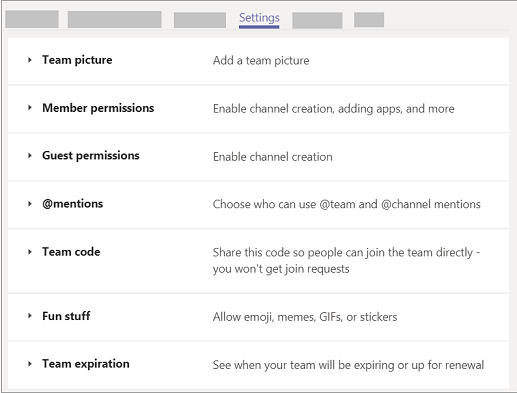 Settings
Team picture Add a team picture
Member permissions Enable channel creation, adding apps, and more
Guest permissions Enable channel creation
@mentions Choose who can use @team and @channel mentions
Team code Share this code so people can join the team directly -
you won't get join requests
Fun stuff Allow emoji, memes, GIFs, or stickers
Team expiration See when your team will be expiring or up for renewal